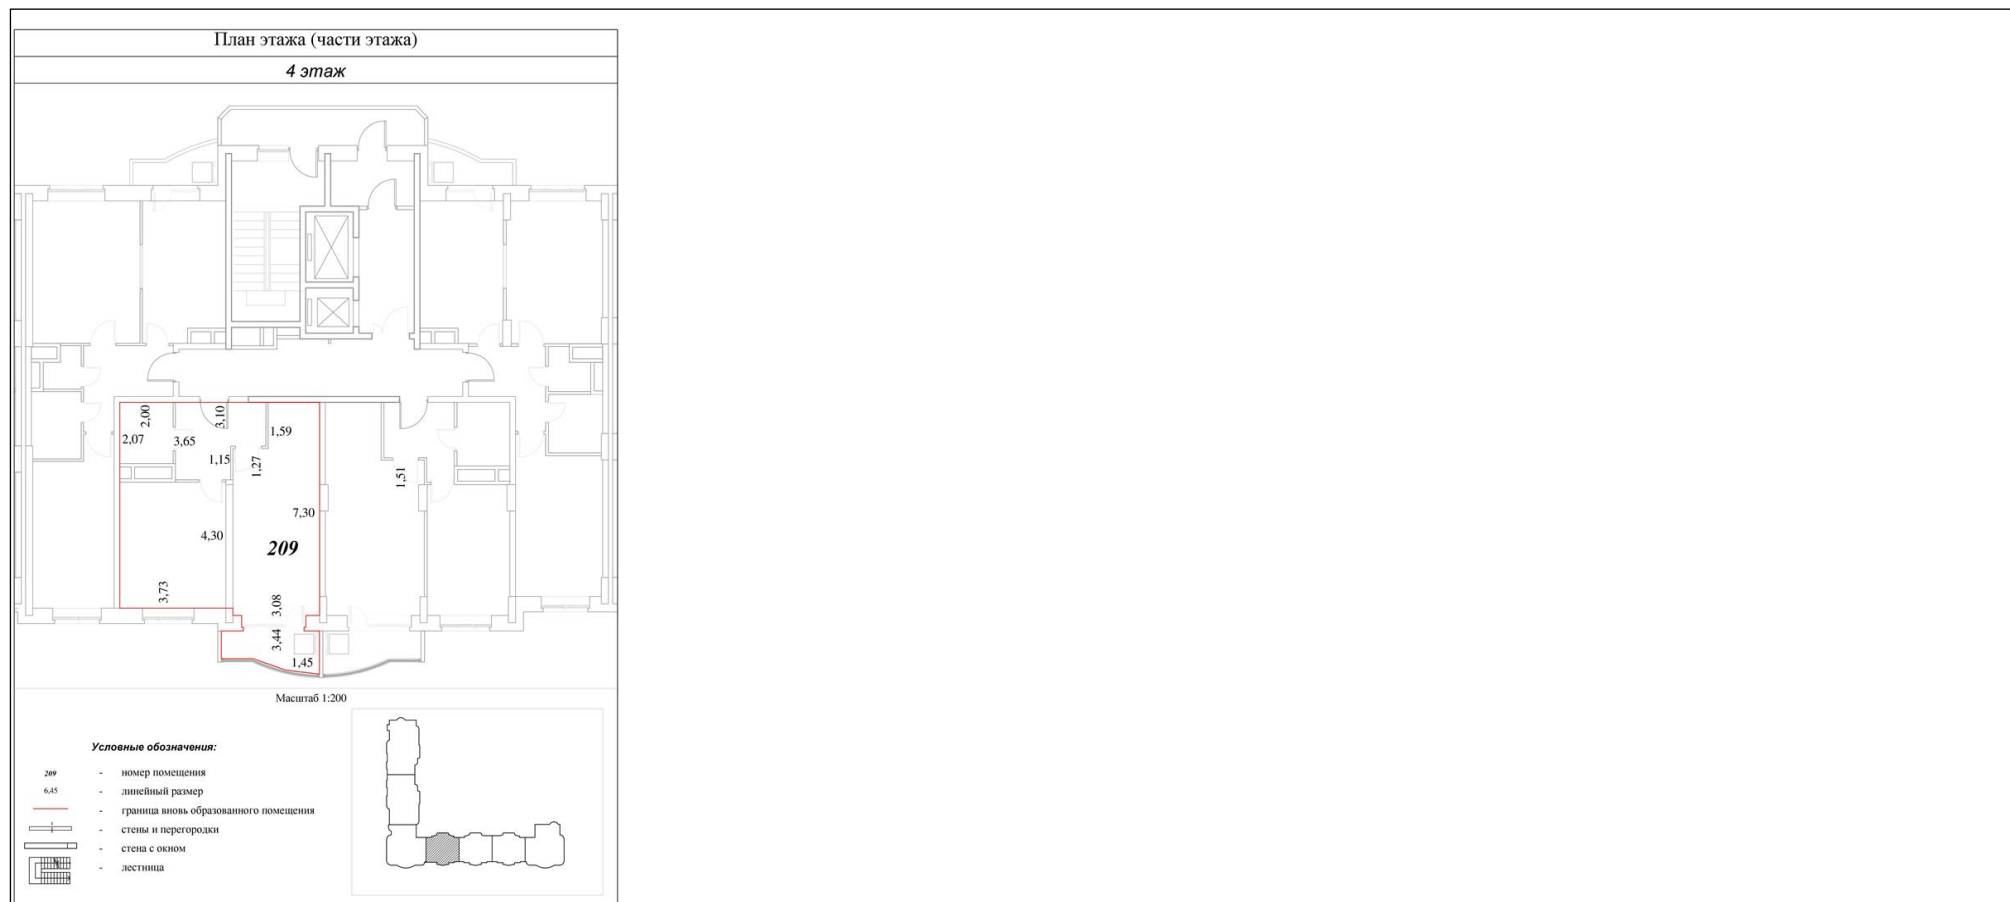 План этажа (части этажа)
4 этаж
2,00
3,10
1,59
2,07
3,65
1,15
1,27
1,51
7,30
4,30
209
3,73
3,08
3,44
1,45
Масштаб 1:200
Условные обозначения:
209 - номер помещения
6,45 - линейный размер
- граница вновь образованного помещения
- стены и перегородки
- стена с окном
- лестница